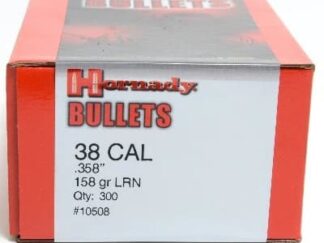 Hornady
BULLETS
38 CAL
.358"
158 gr LRN
Qty: 300
#10508